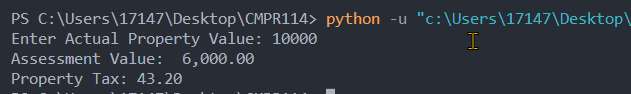 PS C:\Users\17147\Desktop\CMPR114> python -u "c:\Users\17147\Desktop\
Enter Actual Property Value: 10000
Assessment Value:  6,000.00
Property Tax: 43.20